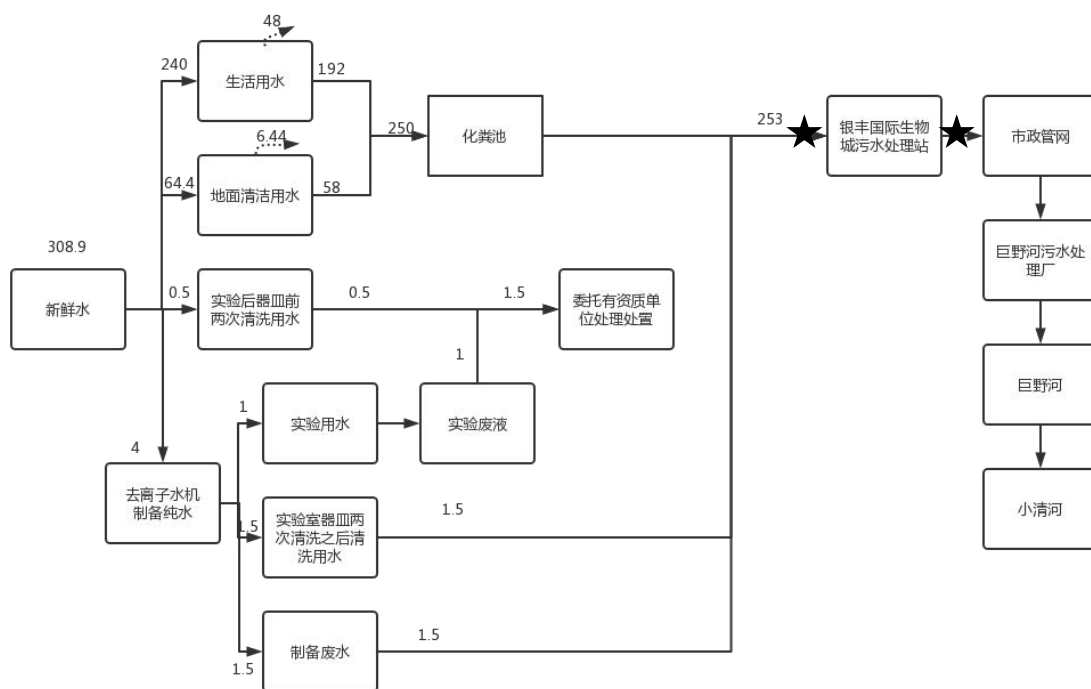 48
240
生活用水
192
6.44
250
化粪池
253
银丰国际生物
城污水处理站
市政管网
64.4
地面清洁用水
58
308.9
新鲜水
0.5
实验后器皿前
两次清洗用水
0.5
1.5
委托有资质单
位处理处置
巨野河污水处
理厂
1
1
实验用水
实验废液
巨野河
4
去离子水机
制备纯水
1.5
实验室器皿两
次清洗之后清
洗用水
1.5
小清河
1.5
制备废水
1.5